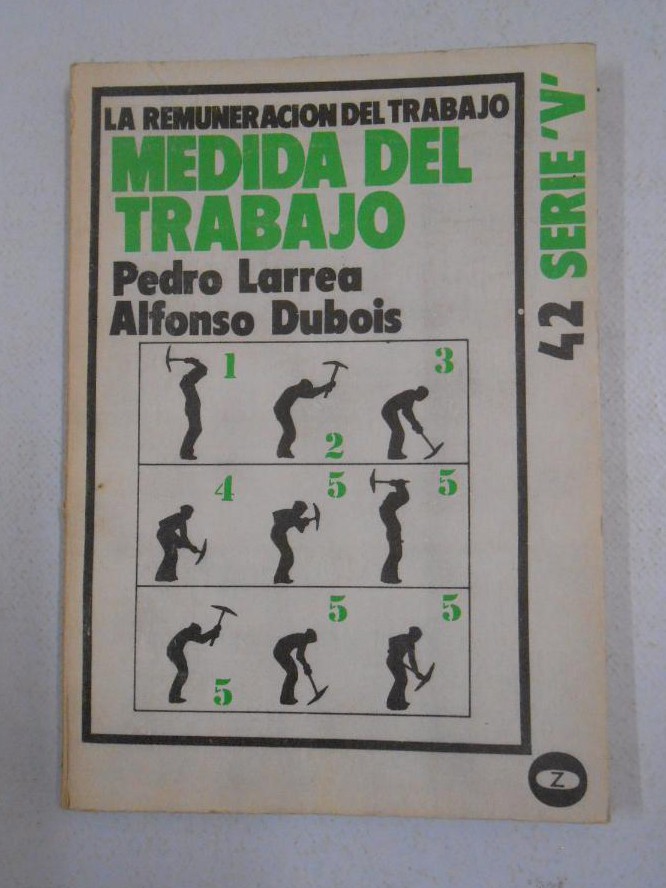 LA REMUNERACION DEL TRABAJO
MEDIDA DEL
TRABAJO
Pedro Larrea
Alfonso Dubois
1
2
3
4
5
5
5
5
5
42 SERIE 'V'
Z